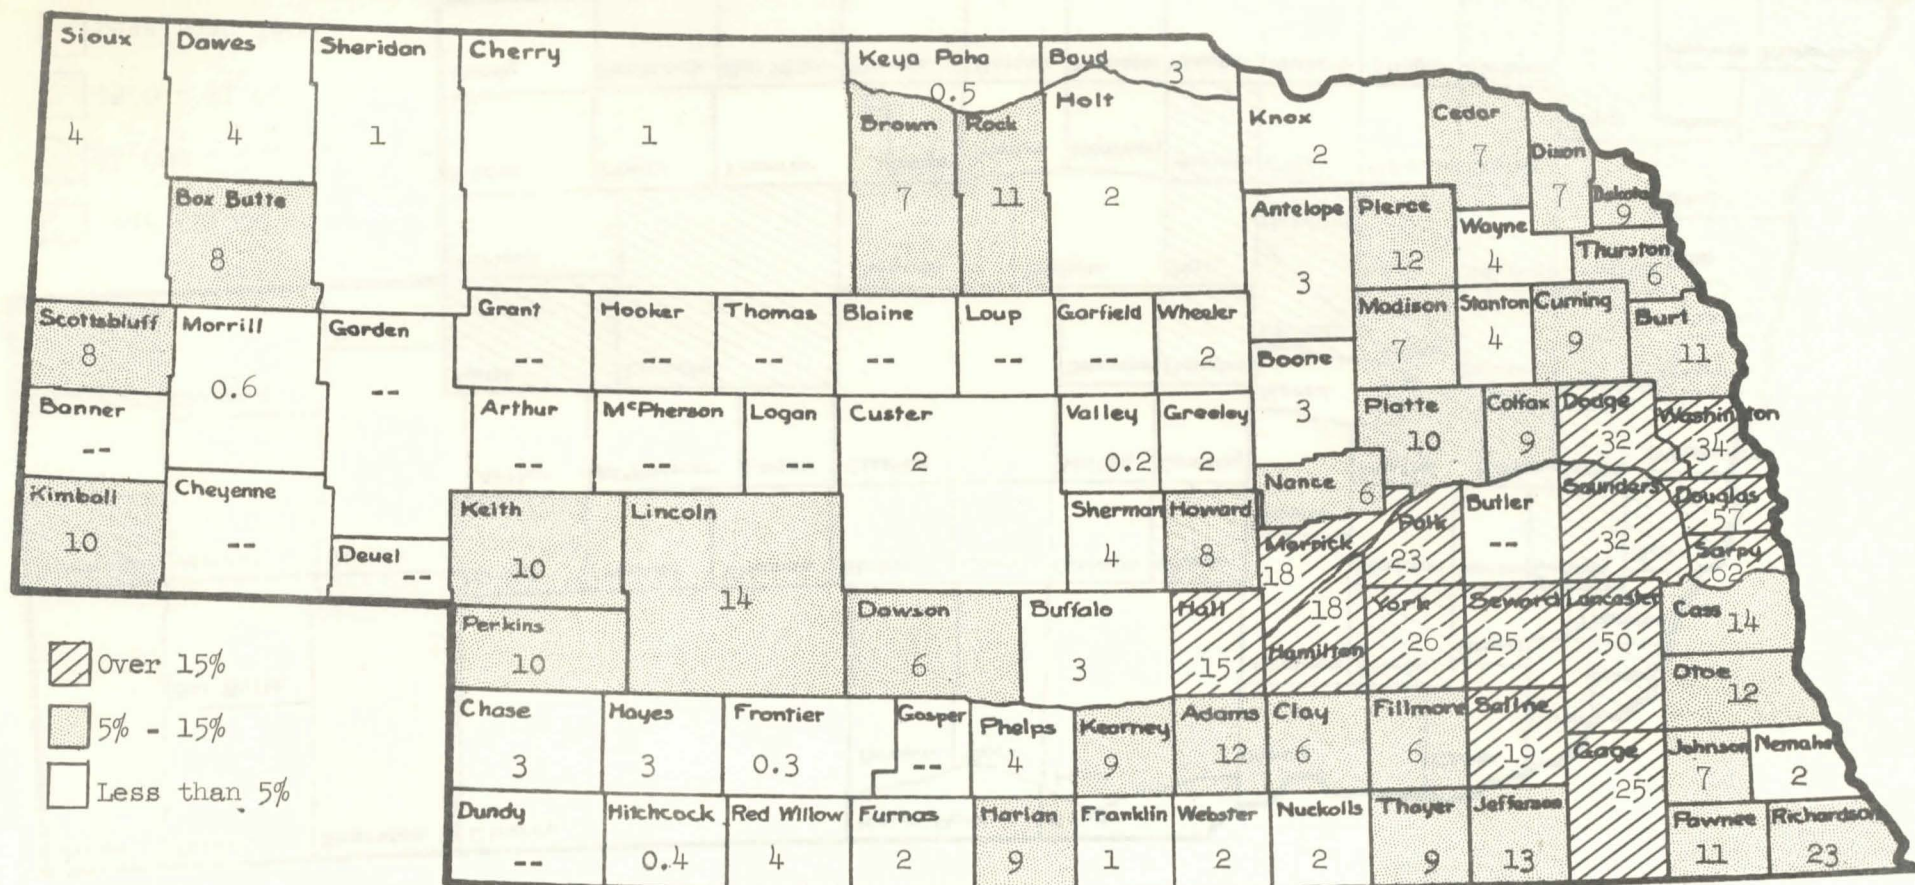 Sioux 4
Dawes 4
Sheridan 1
Cherry 1
Keya Paha 0.5
Boyd 3
Holt 2
Brown 7
Rock 11
Knox 2
Cedar 7
Dixon 7
Dakota 9
Box Butte 8
Antelope 3
Pierce 12
Wayne 4
Thurston 6
Scottsbluff 8
Morrill 0.6
Garden --
Grant --
Hooker --
Thomas --
Blaine --
Loup --
Garfield --
Wheeler 2
Boone 3
Madison 7
Stanton 4
Cuming 9
Burt 11
Banner --
Arthur --
McPherson --
Logan --
Custer 2
Valley 0.2
Greeley 2
Platte 10
Colfax 9
Dodge 32
Washington 34
Kimball 10
Cheyenne --
Deuel --
Keith 10
Lincoln 14
Sherman 4
Howard 8
Nance 6
Merrick 18
Polk 23
Butler --
Saunders 32
Douglas 57
Sarpy 62
Perkins 10
Dawson 6
Buffalo 3
Hall 15
Hamilton 18
York 26
Seward 25
Lancaster 50
Cass 14
Otoe 12
Over 15%
5% - 15%
Less than 5%
Chase 3
Hayes 3
Frontier 0.3
Gosper --
Phelps 4
Kearney 9
Adams 12
Clay 6
Fillmore 6
Saline 19
Gage 25
Johnson 7
Nemaha 2
Dundy --
Hitchcock 0.4
Red Willow 4
Furnas 2
Harlan 9
Franklin 1
Webster 2
Nuckolls 2
Thayer 9
Jefferson 13
Pawnee 11
Richardson 23